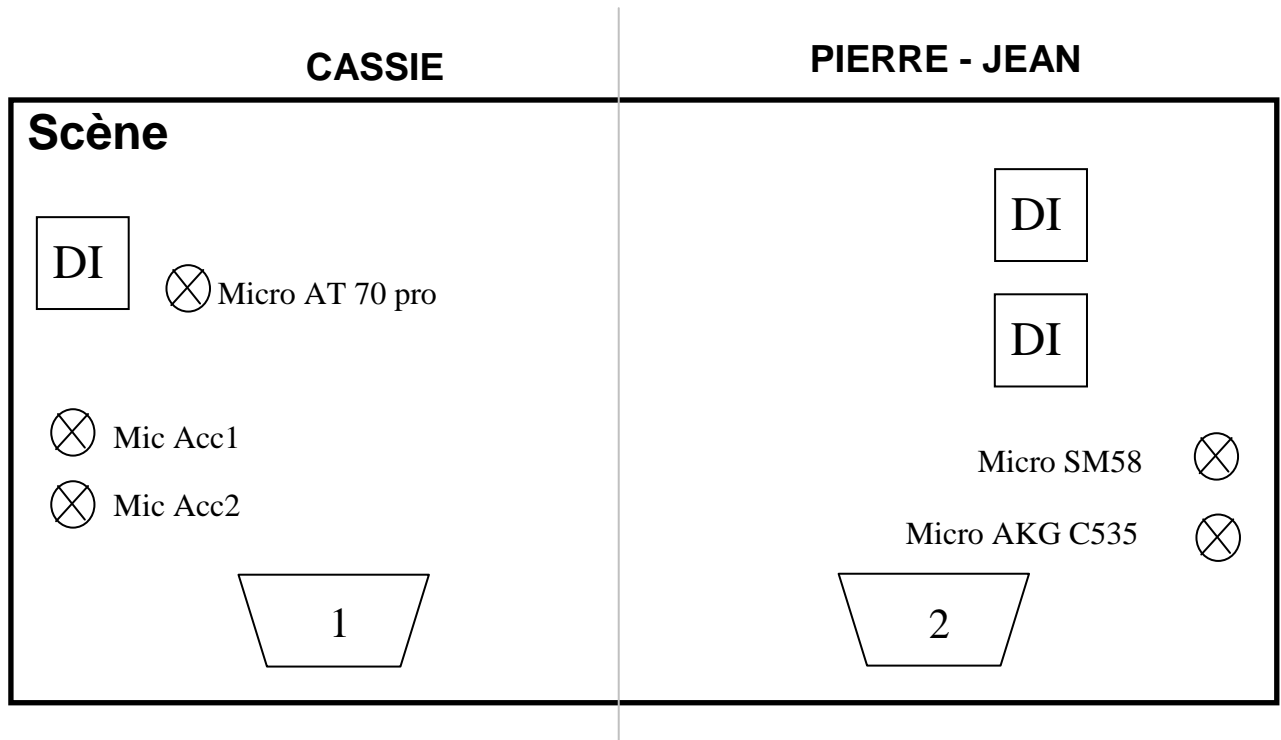 CASSIE
PIERRE - JEAN
Scène
DI
Micro AT 70 pro
Mic Acc1
Mic Acc2
1
DI
DI
Micro SM58
Micro AKG C535
2